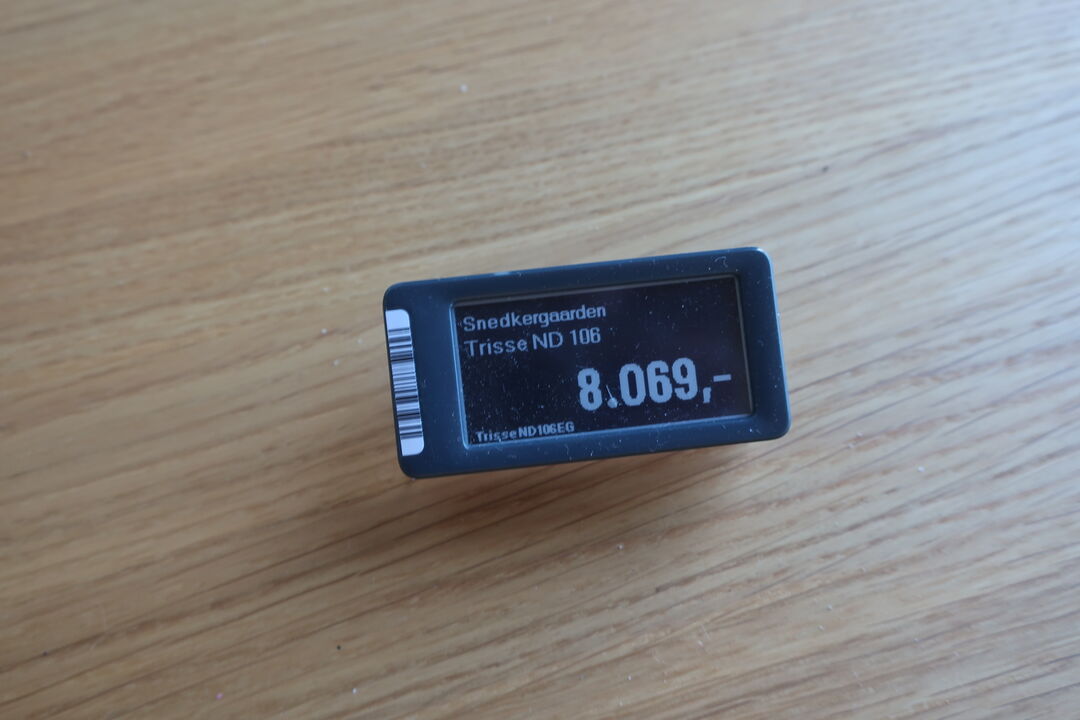 Snedkergaarden
Trisse ND 106
8.069,-
TrisseND106EG